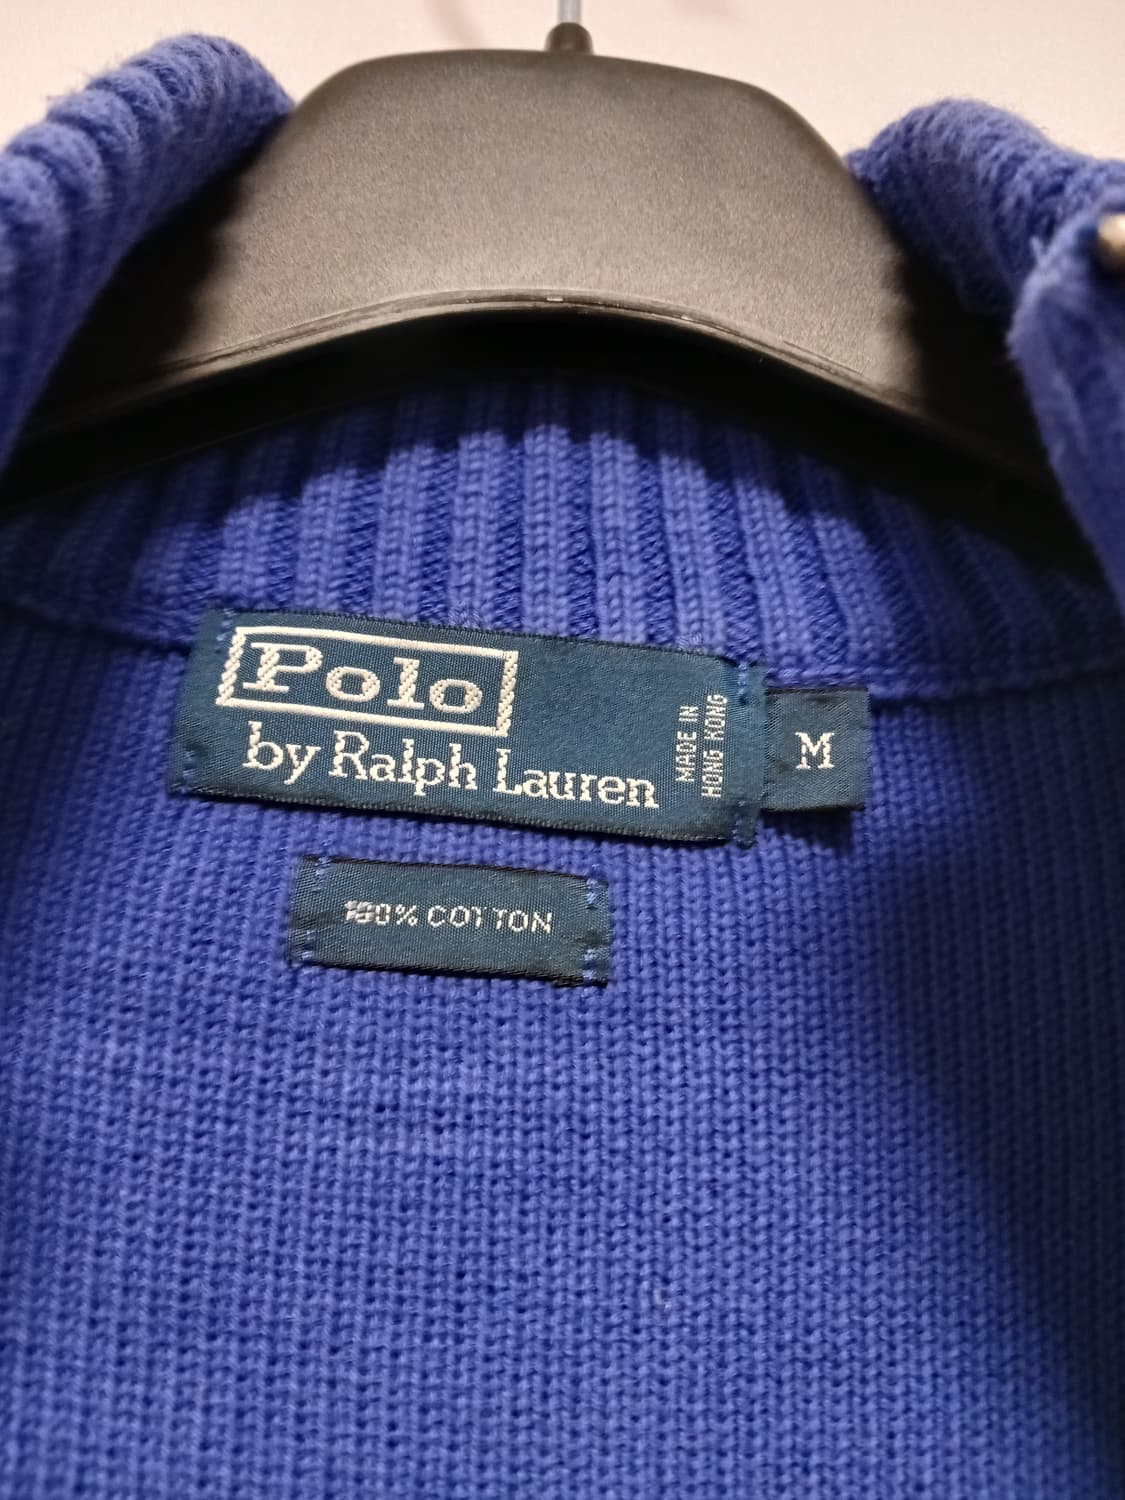 Polo
by Ralph Lauren
MADE IN
HONG KONG
M
100% COTTON